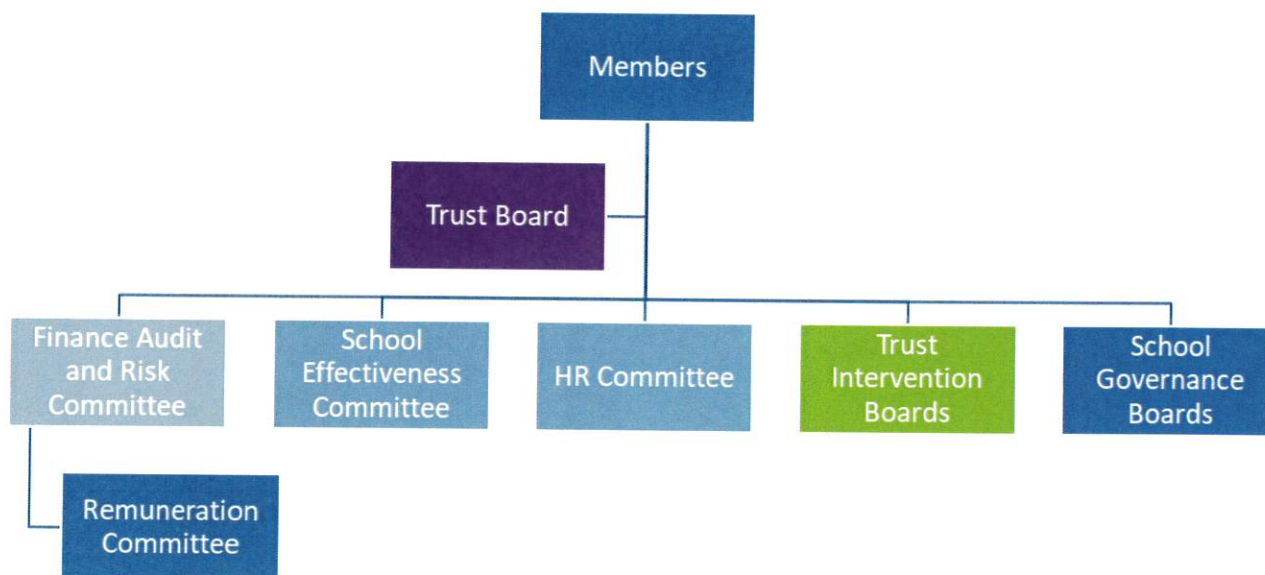 Members
Trust Board
Finance Audit
and Risk
Committee
School
Effectiveness
Committee
HR Committee
Trust
Intervention
Boards
School
Governance
Boards
Remuneration
Committee